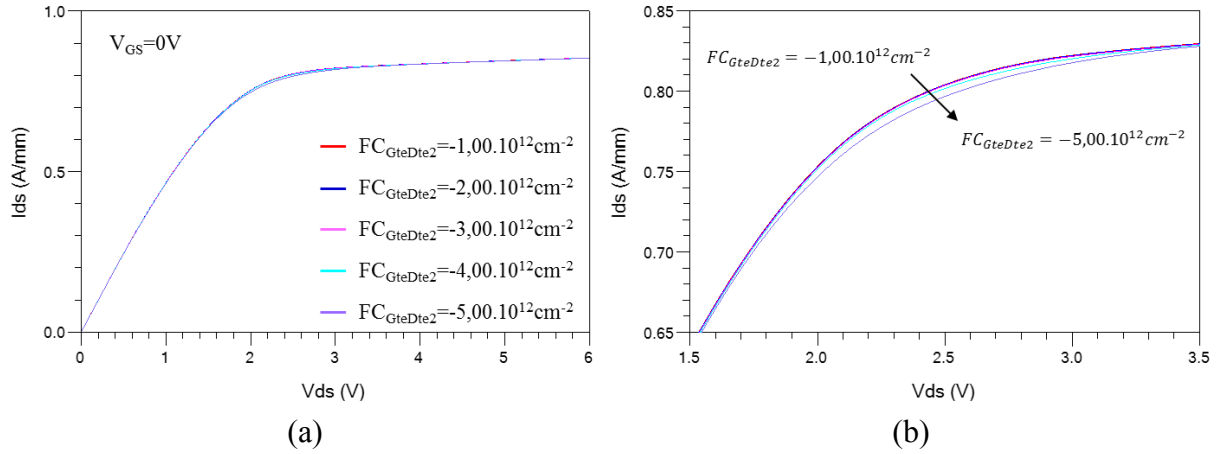 1.0
V_GS=0V
0.5
0.0
Ids (A/mm)
FC_GteDte2=-1,00.10^12cm^-2
FC_GteDte2=-2,00.10^12cm^-2
FC_GteDte2=-3,00.10^12cm^-2
FC_GteDte2=-4,00.10^12cm^-2
FC_GteDte2=-5,00.10^12cm^-2
0 1 2 3 4 5 6
Vds (V)
(a)
0.85
0.80
0.75
0.70
0.65
Ids (A/mm)
FC_GteDte2 = -1,00.10^12cm^-2
FC_GteDte2 = -5,00.10^12cm^-2
1.5 2.0 2.5 3.0 3.5
Vds (V)
(b)